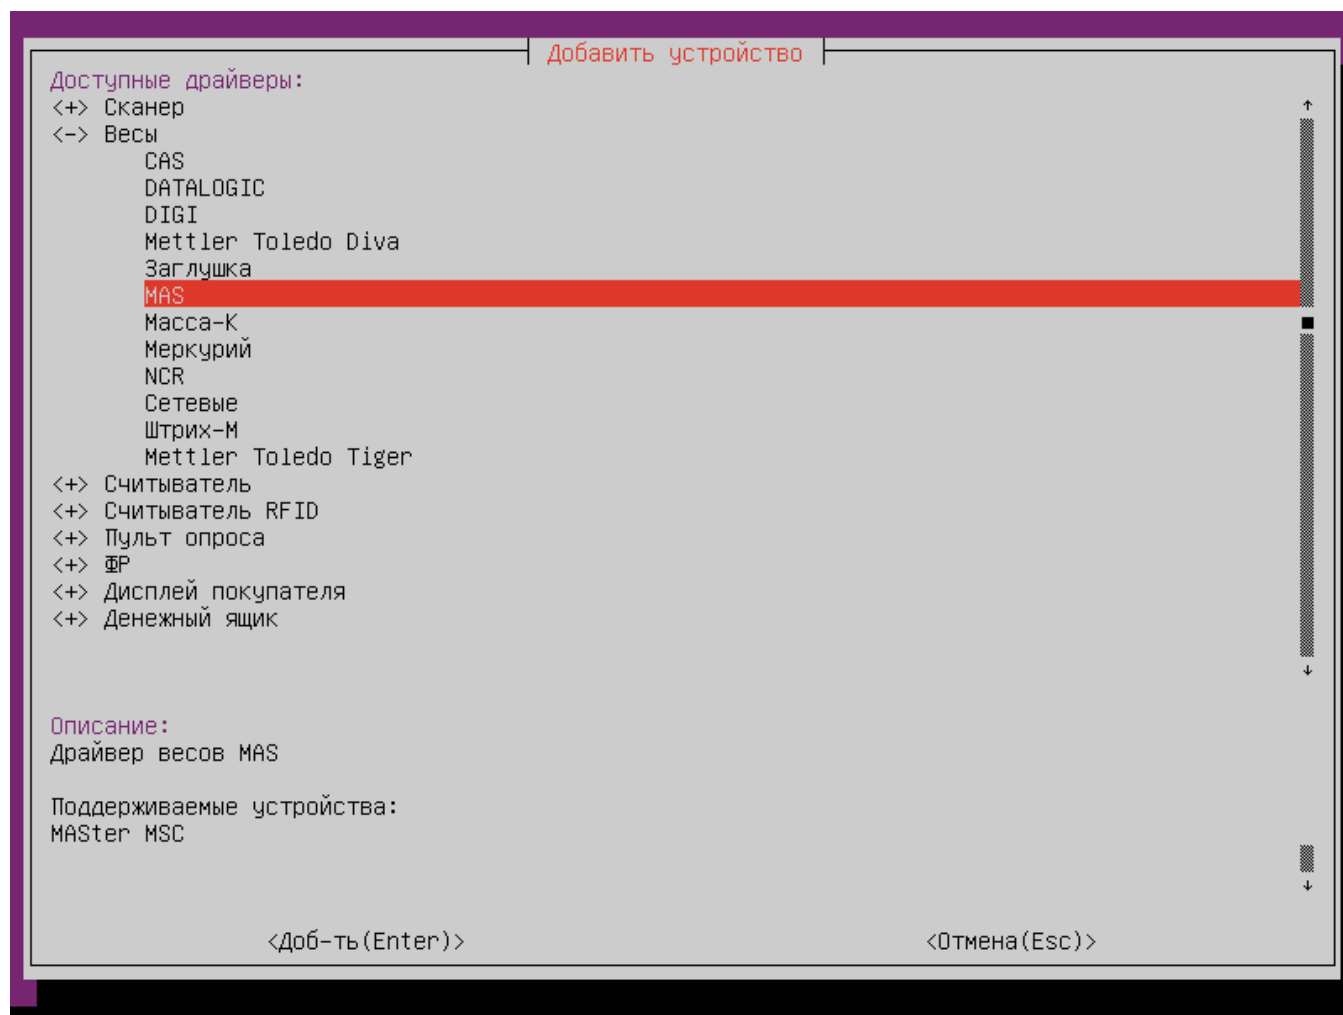 Добавить устройство
Доступные драйверы:
<+> Сканер
<-> Весы
CAS
DATALOGIC
DIGI
Mettler Toledo Diva
Заглушка
MAS
Масса-К
Меркурий
NCR
Сетевые
Штрих-М
Mettler Toledo Tiger
<+> Считыватель
<+> Считыватель RFID
<+> Пульт опроса
<+> ФР
<+> Дисплей покупателя
<+> Денежный ящик
Описание:
Драйвер весов MAS
Поддерживаемые устройства:
MASter MSC
<Доб-ть(Enter)> <Отмена(Esc)>